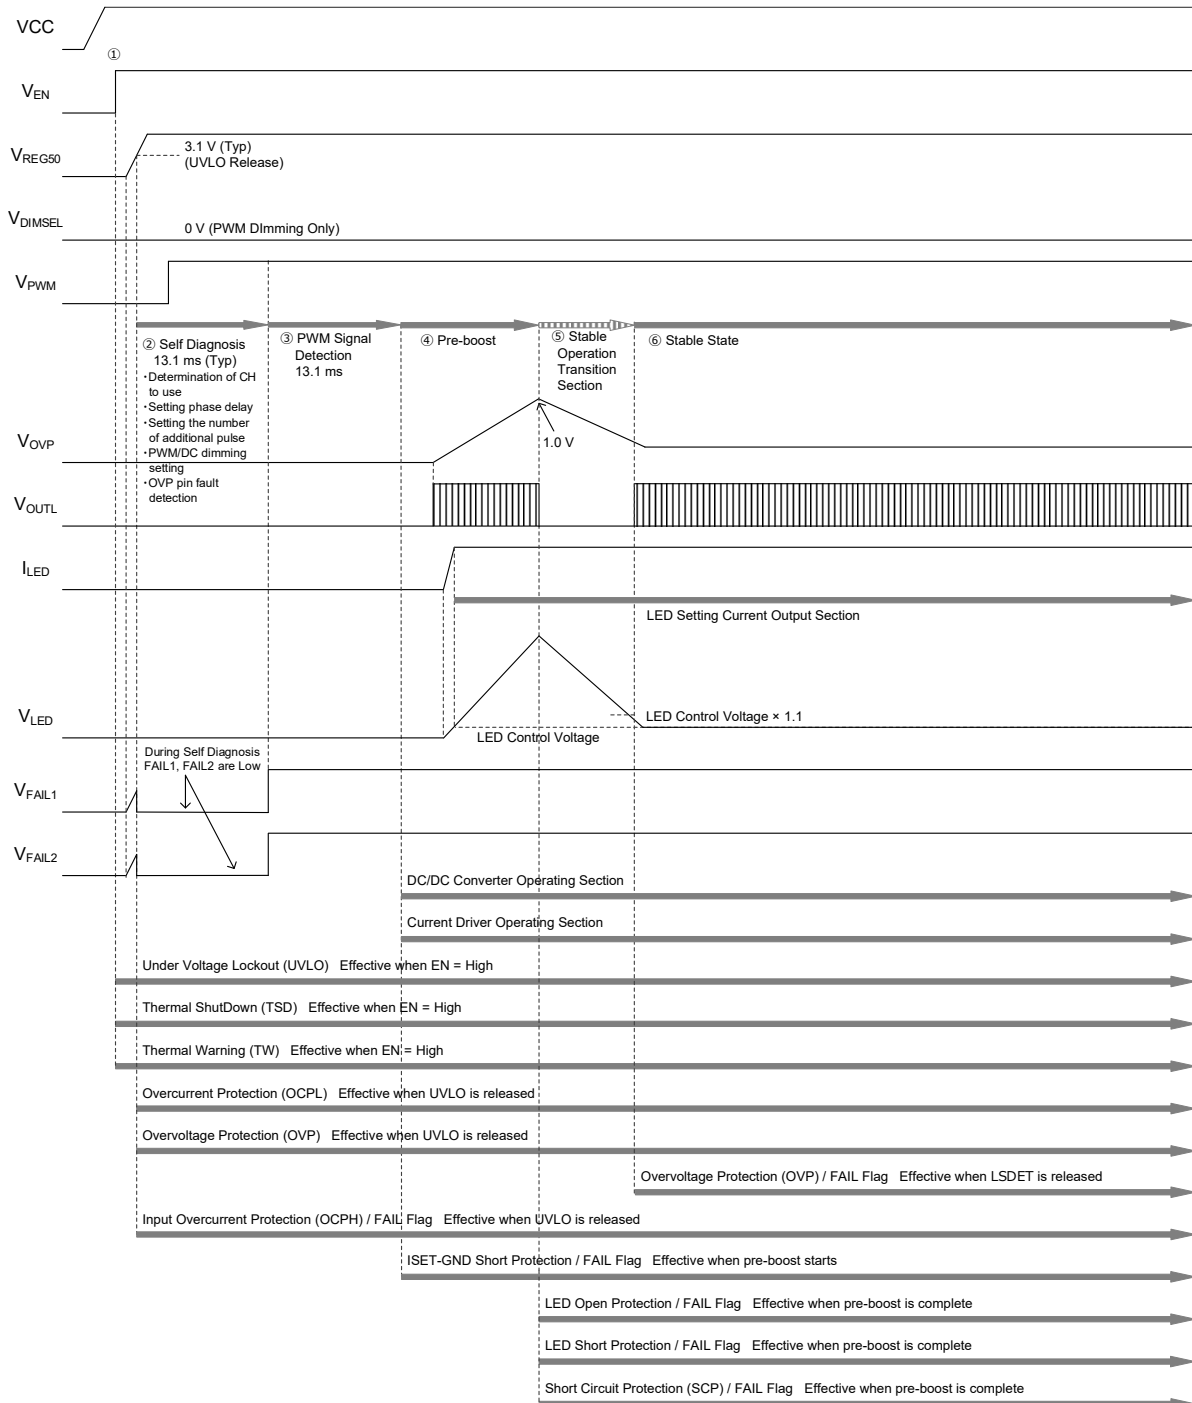 VCC
①
VEN
VREG50
3.1 V (Typ)
(UVLO Release)
VDIMSEL
0 V (PWM DImming Only)
VPWM
② Self Diagnosis
13.1 ms (Typ)
・Determination of CH
to use
・Setting phase delay
・Setting the number
of additional pulse
・PWM/DC dimming
setting
・OVP pin fault
detection
③ PWM Signal
Detection
13.1 ms
④ Pre-boost
⑤ Stable
Operation
Transition
Section
⑥ Stable State
VOVP
1.0 V
VOUTL
ILED
LED Setting Current Output Section
VLED
LED Control Voltage × 1.1
LED Control Voltage
During Self Diagnosis
FAIL1, FAIL2 are Low
VFAIL1
VFAIL2
DC/DC Converter Operating Section
Current Driver Operating Section
Under Voltage Lockout (UVLO) Effective when EN = High
Thermal ShutDown (TSD) Effective when EN = High
Thermal Warning (TW) Effective when EN = High
Overcurrent Protection (OCPL) Effective when UVLO is released
Overvoltage Protection (OVP) Effective when UVLO is released
Overvoltage Protection (OVP) / FAIL Flag Effective when LSDET is released
Input Overcurrent Protection (OCPH) / FAIL Flag Effective when UVLO is released
ISET-GND Short Protection / FAIL Flag Effective when pre-boost starts
LED Open Protection / FAIL Flag Effective when pre-boost is complete
LED Short Protection / FAIL Flag Effective when pre-boost is complete
Short Circuit Protection (SCP) / FAIL Flag Effective when pre-boost is complete